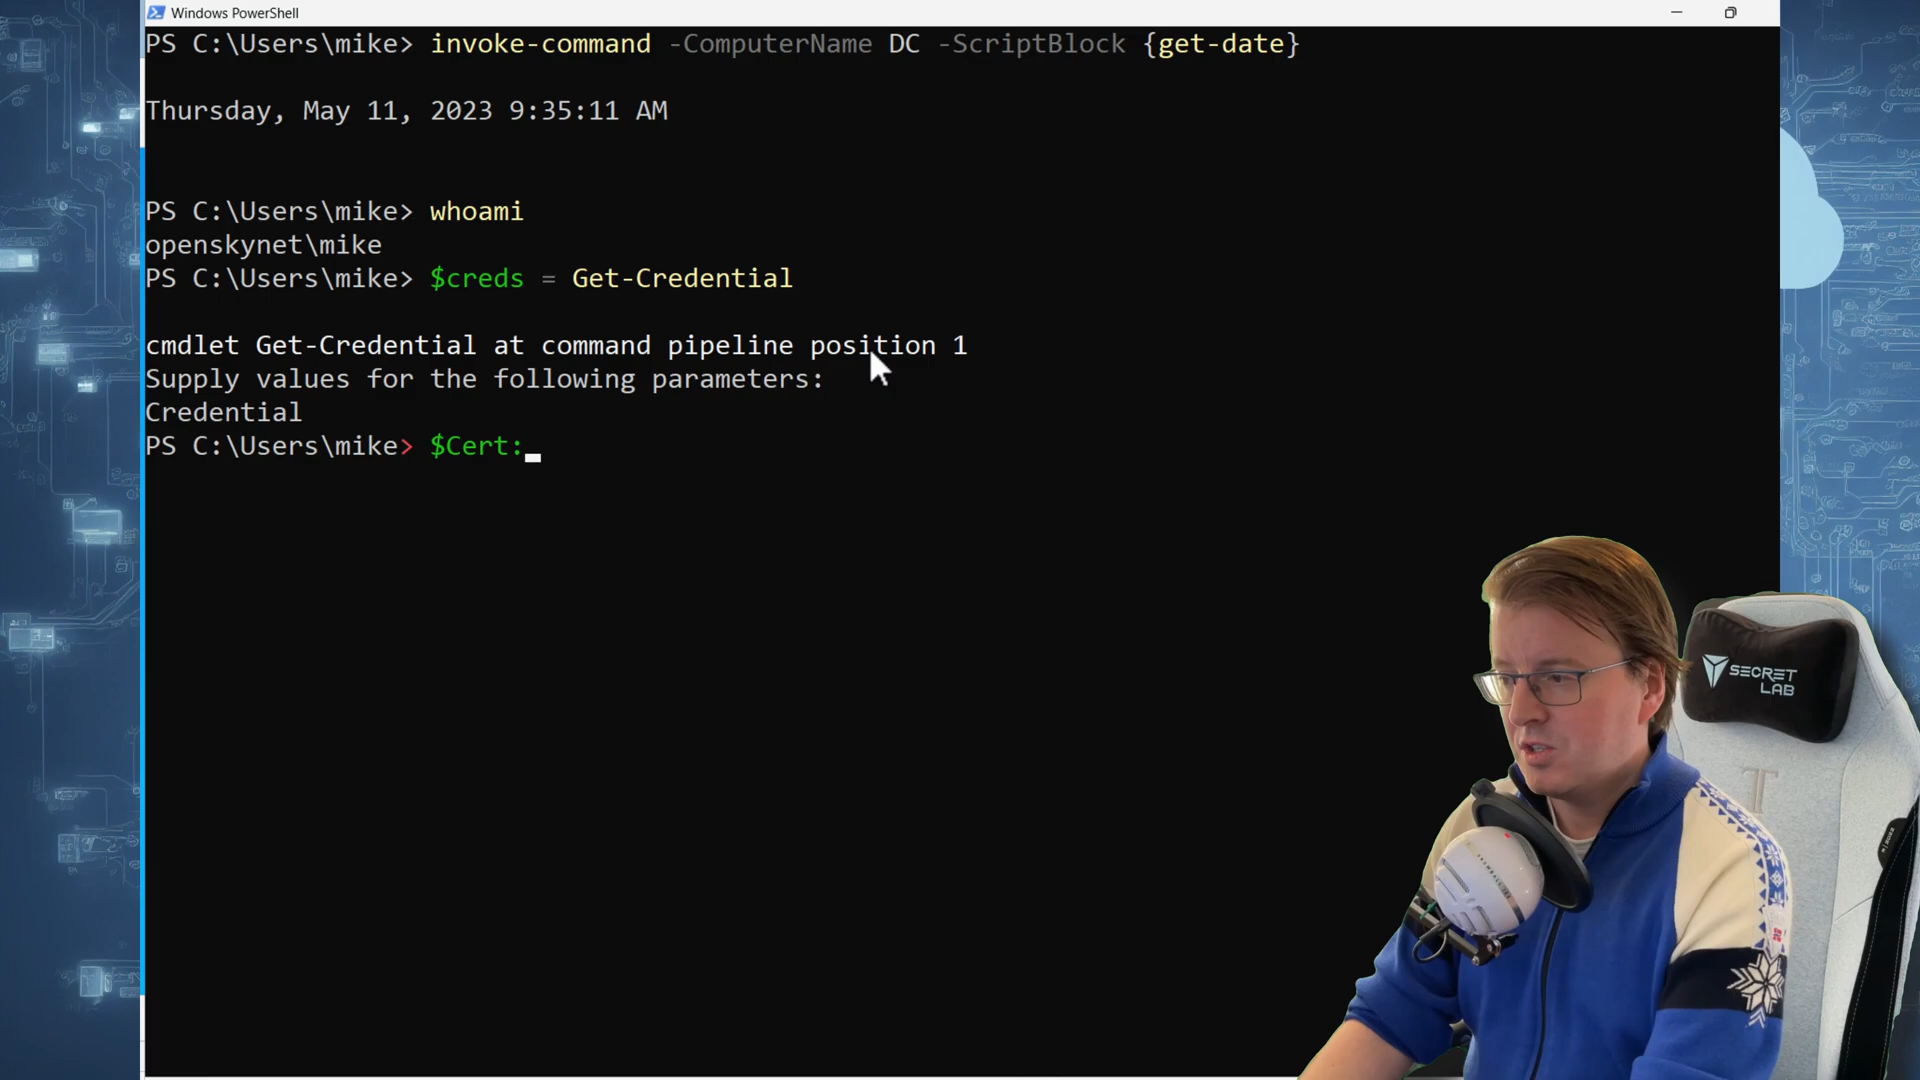 Windows PowerShell
PS C:\Users\mike> invoke-command -ComputerName DC -ScriptBlock {get-date}
Thursday, May 11, 2023 9:35:11 AM
PS C:\Users\mike> whoami
openskynet\mike
PS C:\Users\mike> $creds = Get-Credential
cmdlet Get-Credential at command pipeline position 1
Supply values for the following parameters:
Credential
PS C:\Users\mike> $Cert:
SECRET
LAB